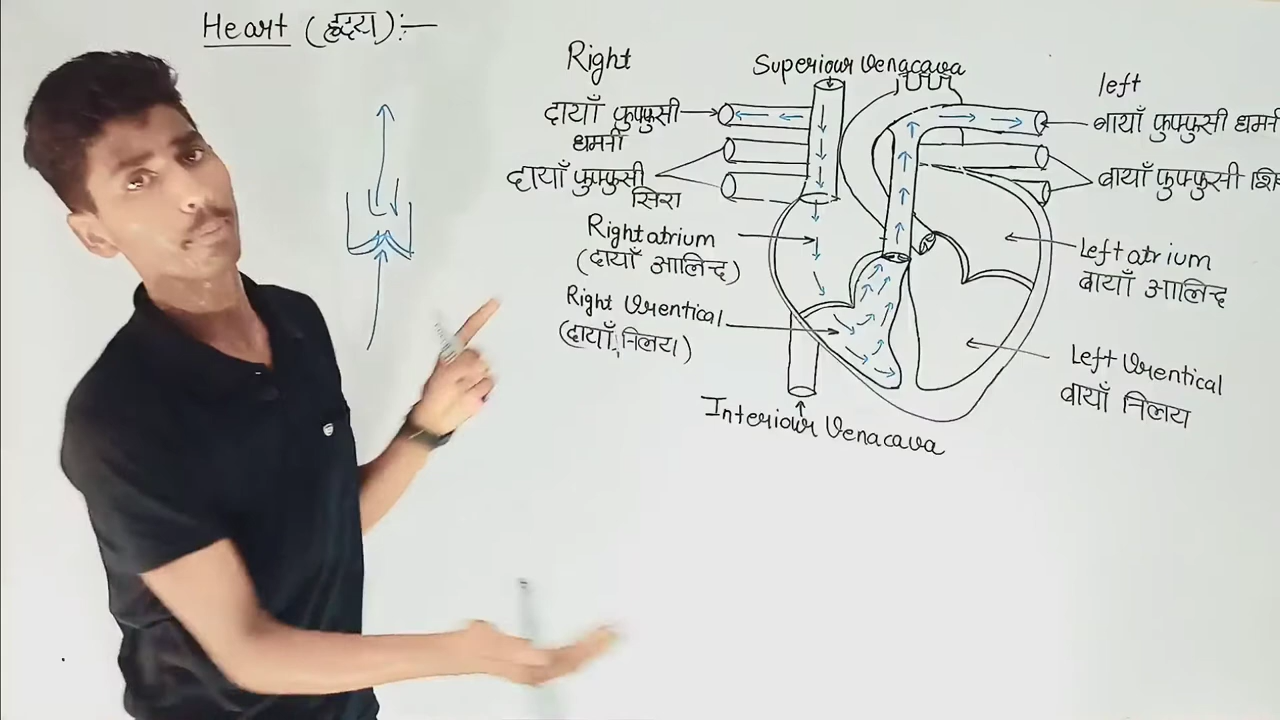 Heart (हृदय):—
Right
Superiour Venacava
left
दायाँ फुफ्फुसी
धमनी
बायाँ फुफ्फुसी धमनी
दायाँ फुफ्फुसी
सिरा
बायाँ फुफ्फुसी शि
Right atrium
(दायाँ आलिन्द)
Left atrium
बायाँ आलिन्द
Right Ventical
(दायाँ निलय)
Left Ventical
बायाँ निलय
Interiour Venacava